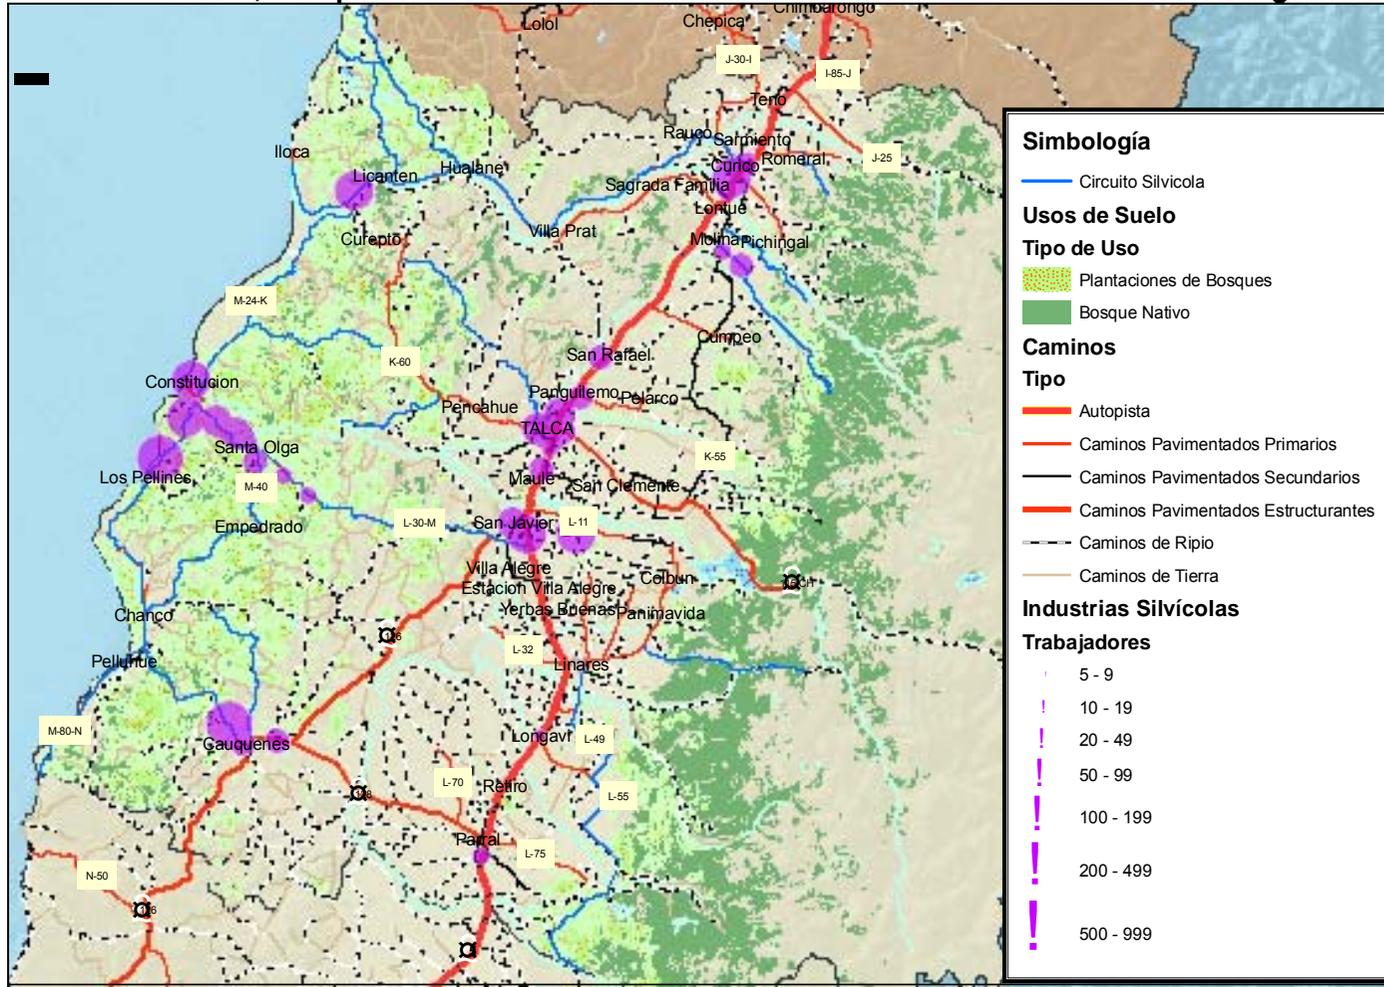 Chimbarongo
Chepica
Lolol
J-30-I
I-85-J
Teno
Rauco
Sarmiento
Iloca
Curico
Romeral
J-25
Hualane
Licanten
Sagrada Familia
Lontue
Villa Prat
Curepto
Molina
Pichingal
M-24-K
Cumpeo
San Rafael
K-60
Constitucion
Panguilemo
Pelarco
Pencahue
TALCA
Santa Olga
K-55
Los Pellines
Maule
San Clemente
M-40
Empedrado
L-30-M
San Javier
L-11
Villa Alegre
Colbun
Estacion Villa Alegre
Yerbas Buenas
Panimavida
Chanco
126
L-32
Pelluhue
Linares
M-80-N
Cauquenes
Longavi
L-49
L-70
Retiro
128
L-55
Parral
L-75
N-50
126
Simbología
Circuito Silvicola
Usos de Suelo
Tipo de Uso
Plantaciones de Bosques
Bosque Nativo
Caminos
Tipo
Autopista
Caminos Pavimentados Primarios
Caminos Pavimentados Secundarios
Caminos Pavimentados Estructurantes
Caminos de Ripio
Caminos de Tierra
Industrias Silvícolas
Trabajadores
5 - 9
10 - 19
20 - 49
50 - 99
100 - 199
200 - 499
500 - 999